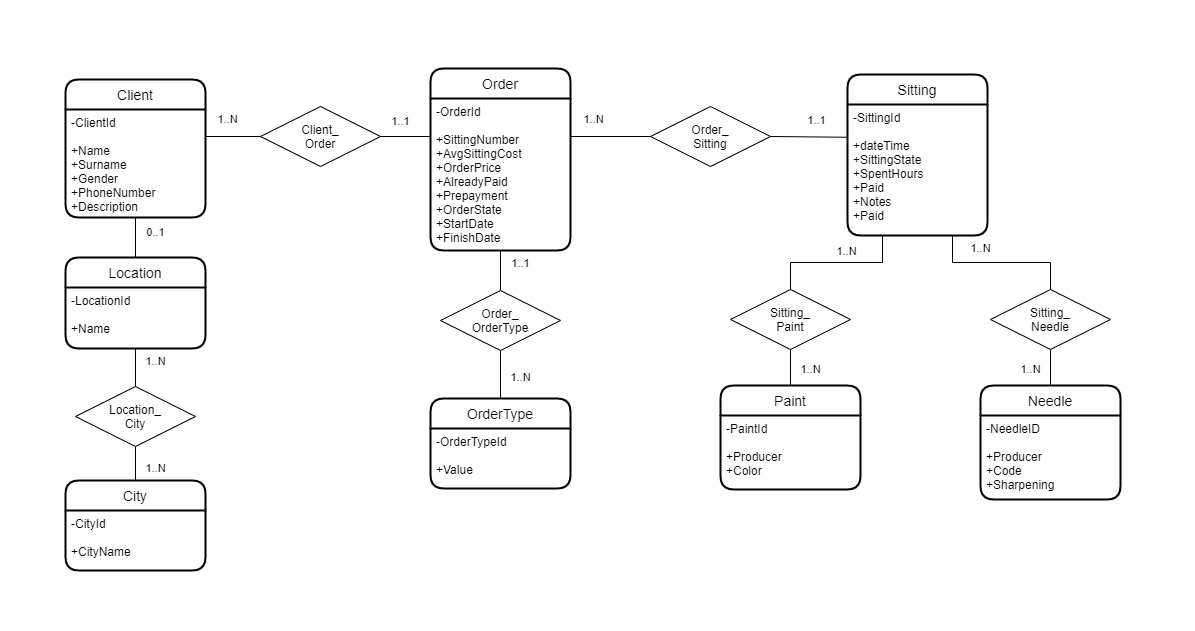 Client
-ClientId
+Name
+Surname
+Gender
+PhoneNumber
+Description
1..N
Client_
Order
1..1
Order
-OrderId
+SittingNumber
+AvgSittingCost
+OrderPrice
+AlreadyPaid
+Prepayment
+OrderState
+StartDate
+FinishDate
1..N
Order_
Sitting
1..1
Sitting
-SittingId
+dateTime
+SittingState
+SpentHours
+Paid
+Notes
+Paid
0..1
Location
-LocationId
+Name
1..N
Location_
City
1..N
City
-CityId
+CityName
1..1
Order_
OrderType
1..N
OrderType
-OrderTypeId
+Value
1..N
Sitting_
Paint
1..N
Paint
-PaintId
+Producer
+Color
1..N
Sitting_
Needle
1..N
Needle
-NeedleID
+Producer
+Code
+Sharpening